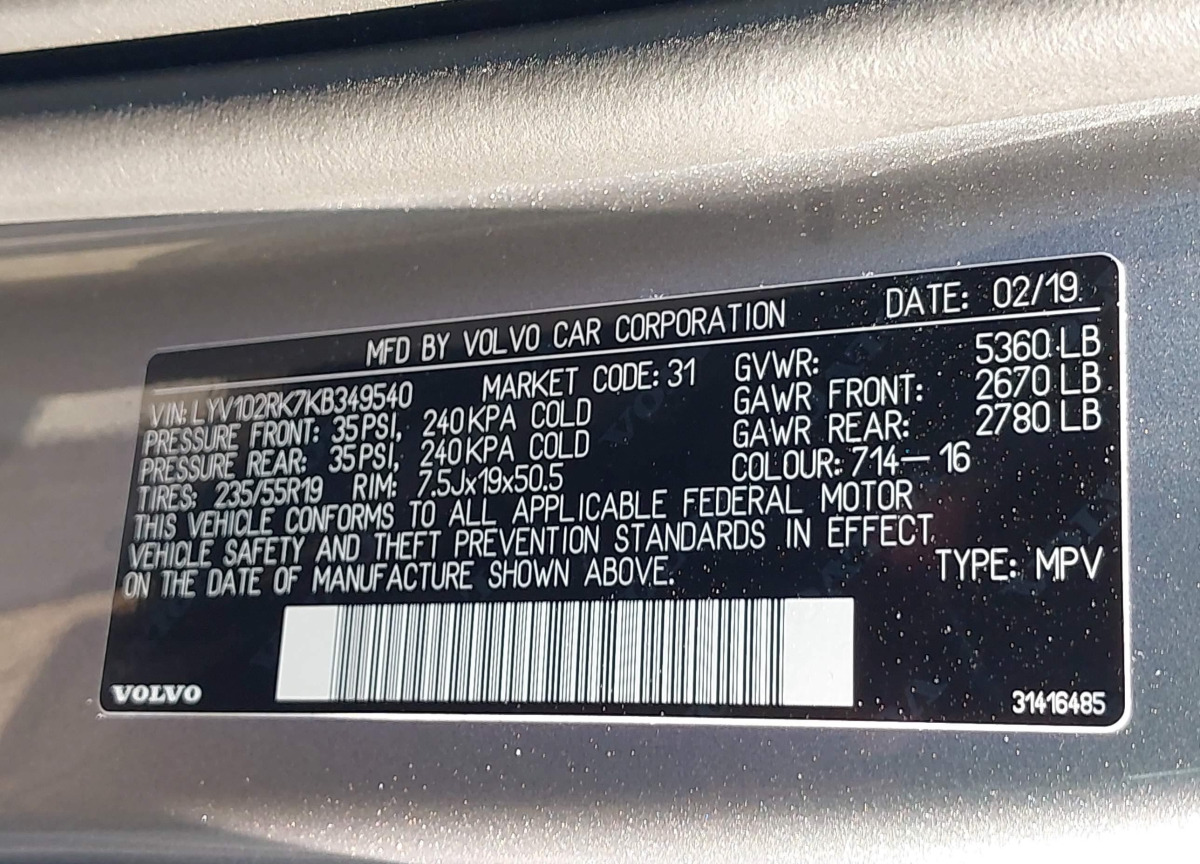 MFD BY VOLVO CAR CORPORATION DATE: 02/19
VIN: LYV102RK7KB349540 MARKET CODE: 31 GVWR: 5360 LB
PRESSURE FRONT: 35 PSI, 240 KPA COLD GAWR FRONT: 2670 LB
PRESSURE REAR: 35 PSI, 240 KPA COLD GAWR REAR: 2780 LB
TIRES: 235/55R19 RIM: 7.5Jx19x50.5 COLOUR: 714—16
THIS VEHICLE CONFORMS TO ALL APPLICABLE FEDERAL MOTOR
VEHICLE SAFETY AND THEFT PREVENTION STANDARDS IN EFFECT
ON THE DATE OF MANUFACTURE SHOWN ABOVE. TYPE: MPV
VOLVO 31416485